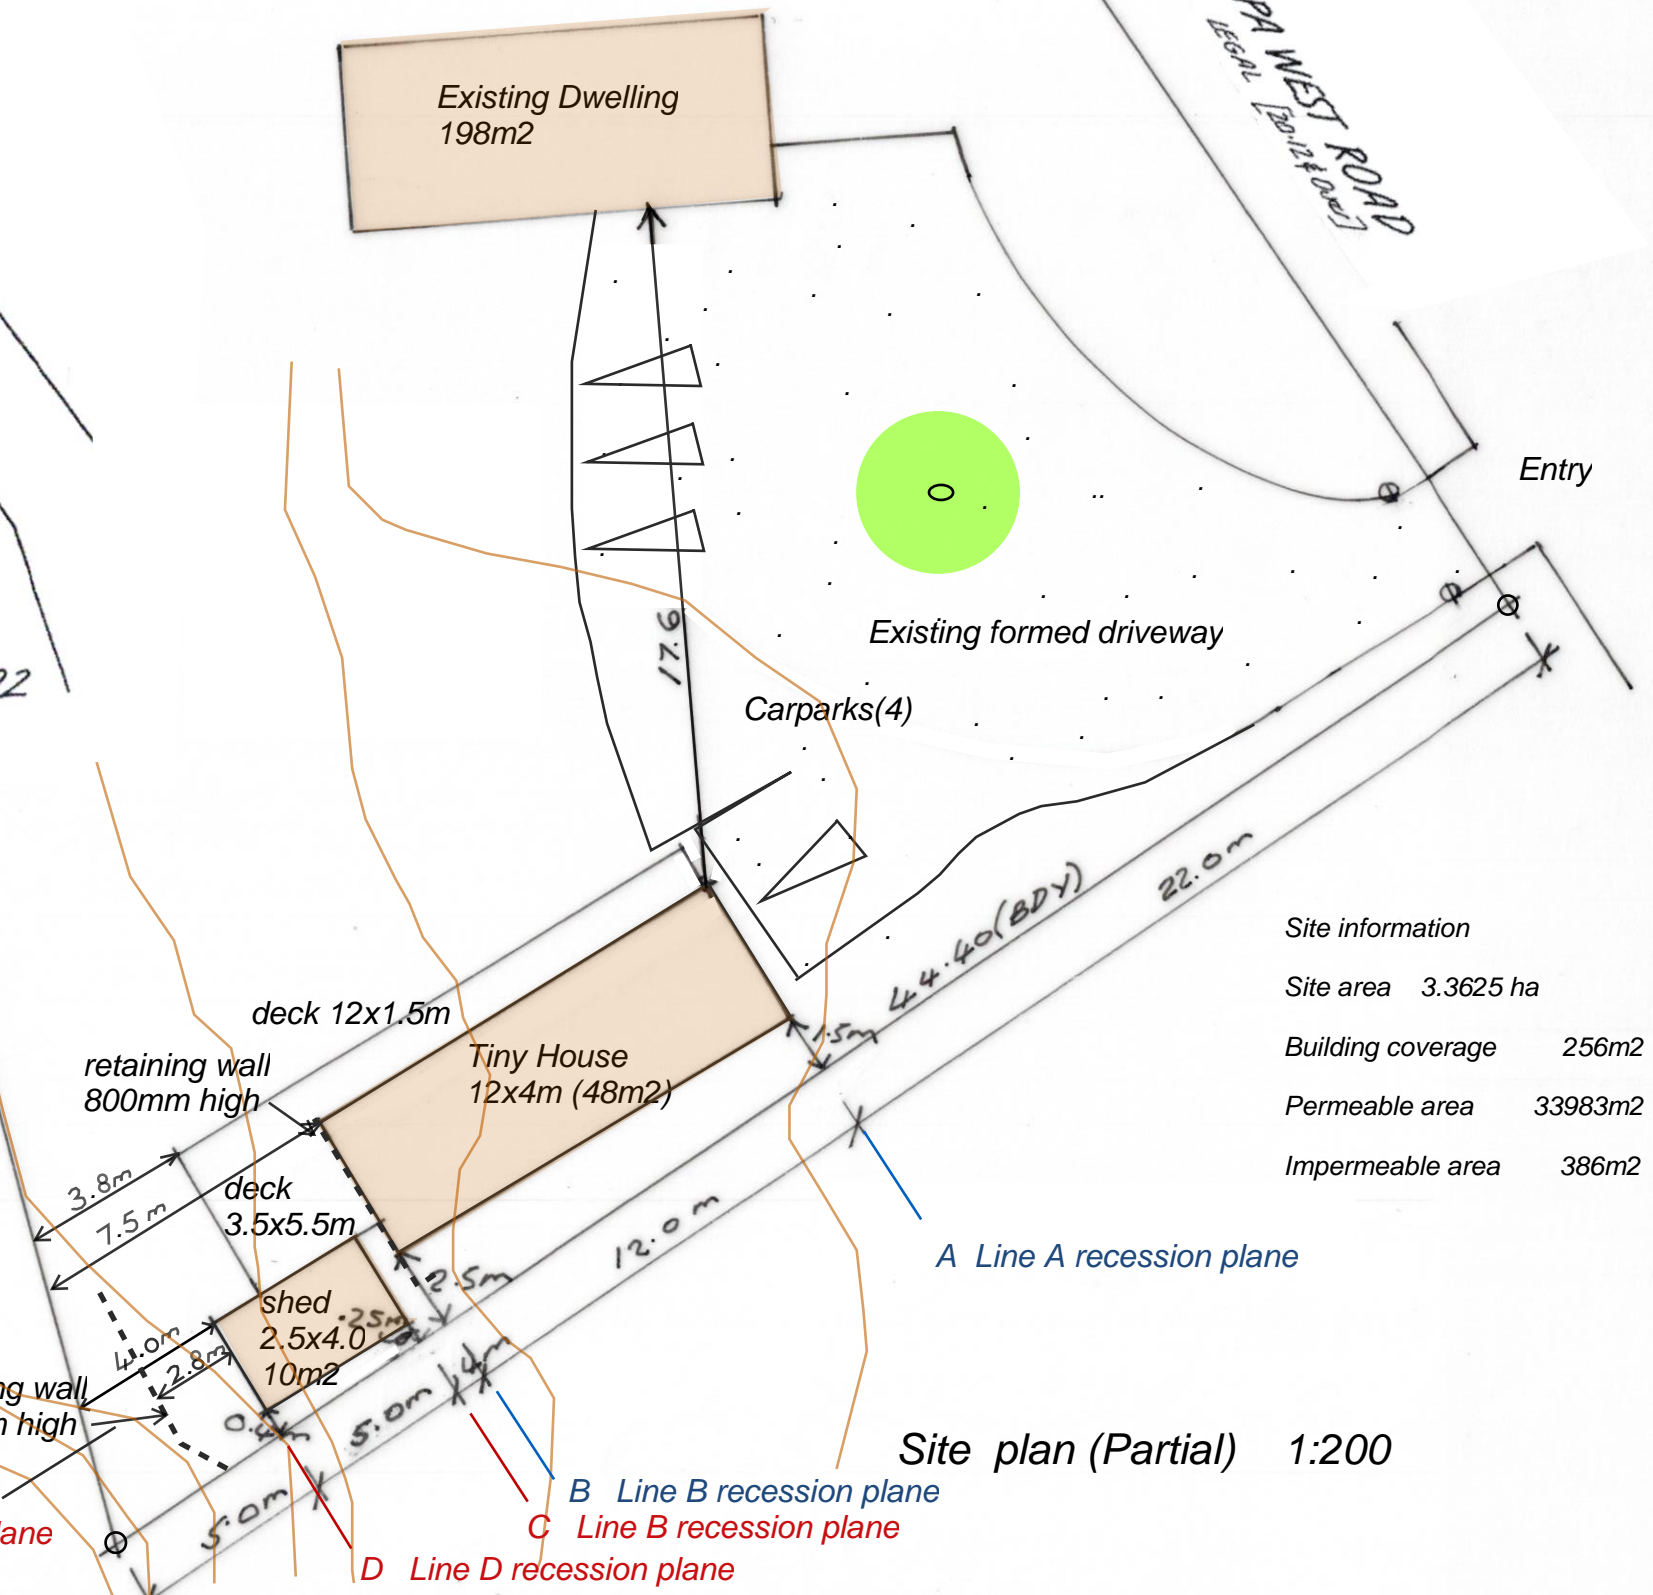 PA WEST ROAD
LEGAL
Existing Dwelling
198m2
Entry
17.6
Existing formed driveway
22
Carparks(4)
44.40(BDY)
22.0m
Site information
Site area 3.3625 ha
Building coverage 256m2
Permeable area 33983m2
Impermeable area 386m2
deck 12x1.5m
1.5m
Tiny House
12x4m (48m2)
retaining wall
800mm high
3.8m
7.5m
deck
3.5x5.5m
12.0m
A Line A recession plane
2.5m
shed
2.5x4.0
10m2
.25m
4.0m
2.8m
ng wall
high
0.4m
5.0m
.4m
5.0m
Site plan (Partial) 1:200
B Line B recession plane
C Line B recession plane
D Line D recession plane
lane